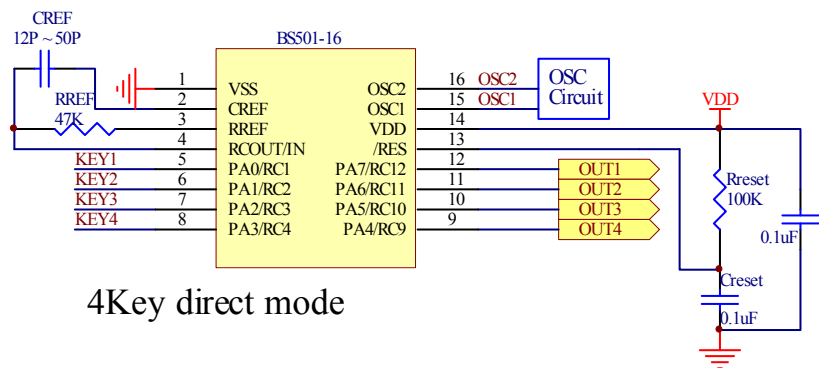 CREF
12P ~ 50P
BS501-16
RREF
47K
1
VSS
2
CREF
3
RREF
4
RCOUT/IN
KEY1
5
PA0/RC1
KEY2
6
PA1/RC2
KEY3
7
PA2/RC3
KEY4
8
PA3/RC4
OSC2
16
OSC2
OSC1
15
OSC1
OSC
Circuit
VDD
14
/RES
13
PA7/RC12
12
OUT1
PA6/RC11
11
OUT2
PA5/RC10
10
OUT3
PA4/RC9
9
OUT4
VDD
Rreset
100K
0.1uF
Creset
0.1uF
4Key direct mode